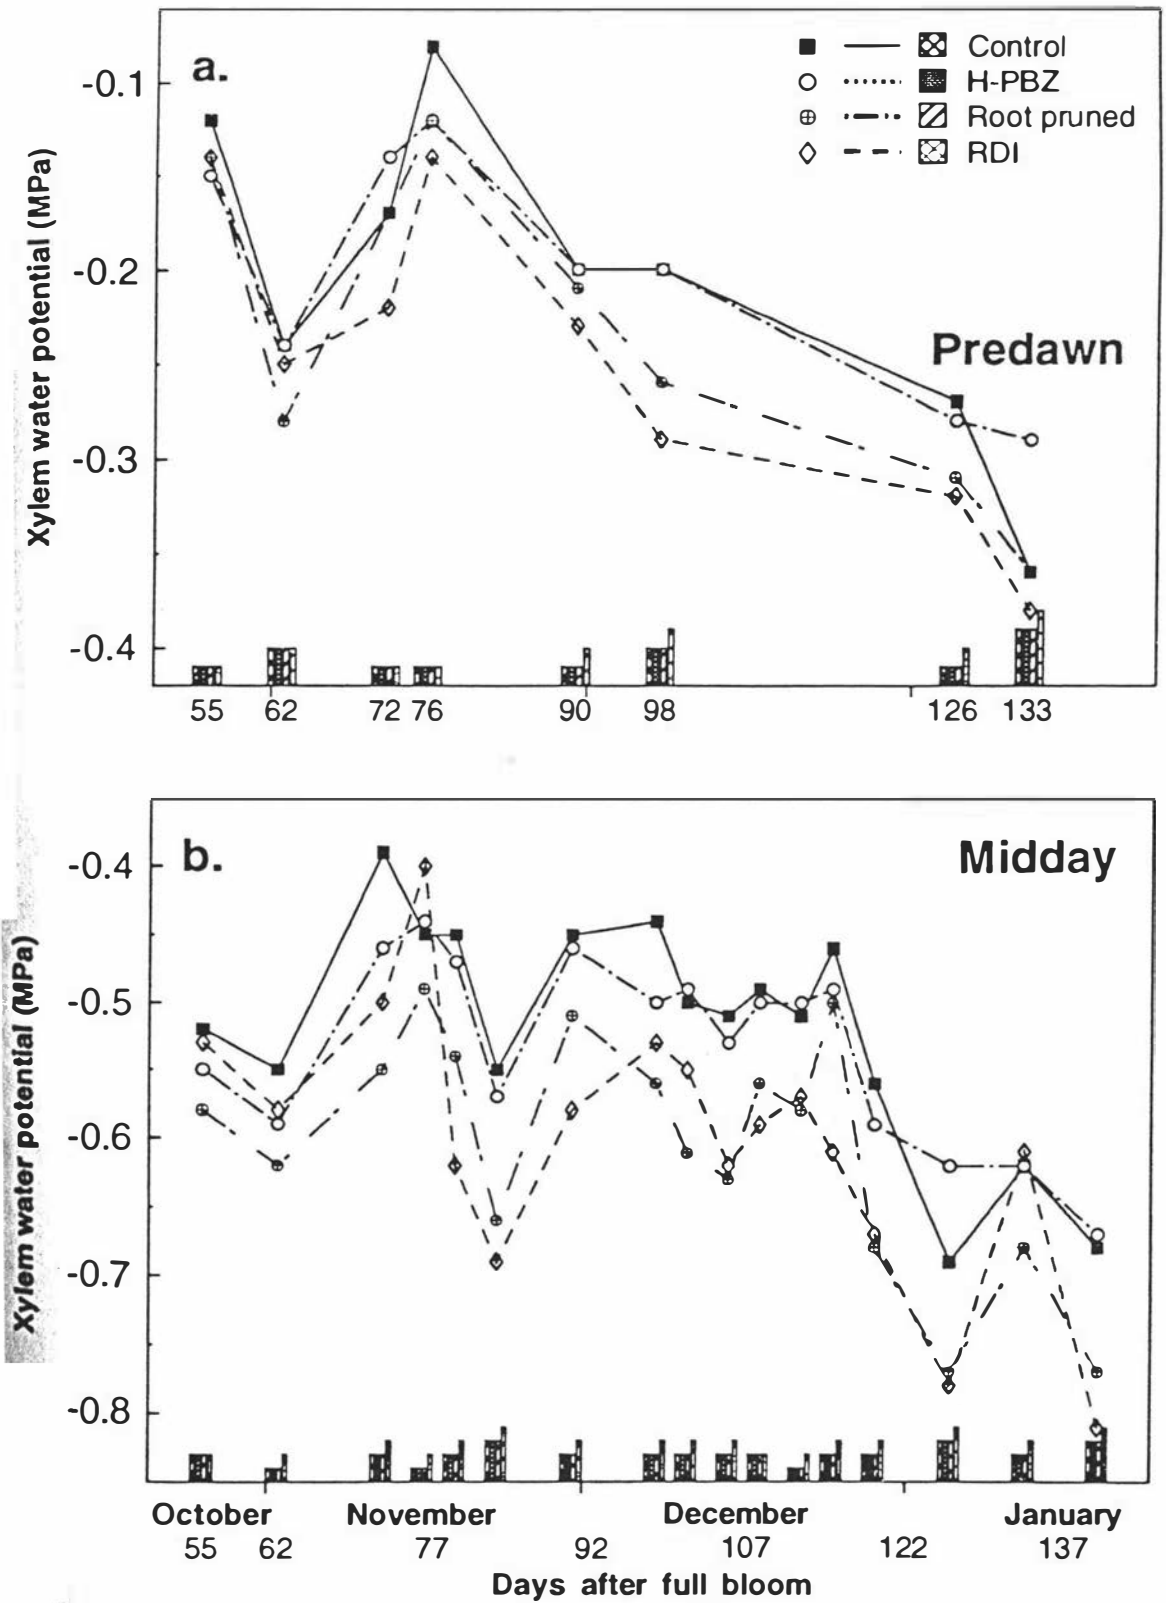 a.
Control
H-PBZ
Root pruned
RDI
Xylem water potential (MPa)
-0.1
-0.2
-0.3
-0.4
Predawn
55 62 72 76 90 98 126 133
b.
Midday
Xylem water potential (MPa)
-0.4
-0.5
-0.6
-0.7
-0.8
October November December January
55 62 77 92 107 122 137
Days after full bloom